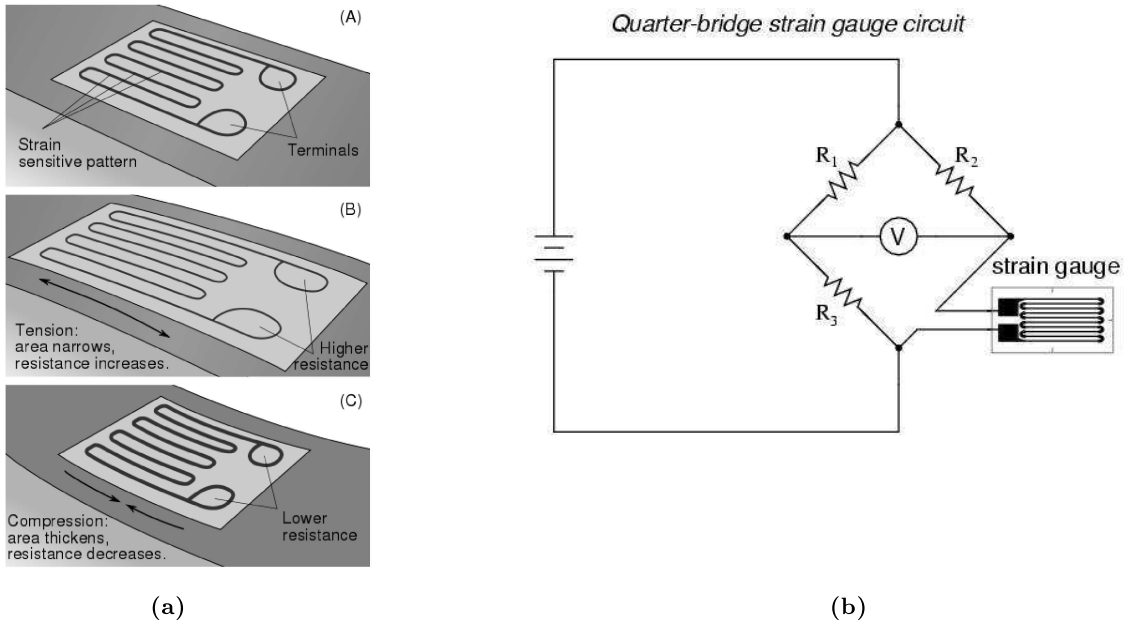 (A)
Strain
sensitive pattern
Terminals
(B)
Tension:
area narrows,
resistance increases.
Higher
resistance
(C)
Compression:
area thickens,
resistance decreases.
Lower
resistance
(a)
Quarter-bridge strain gauge circuit
R1
R2
V
strain gauge
R3
(b)